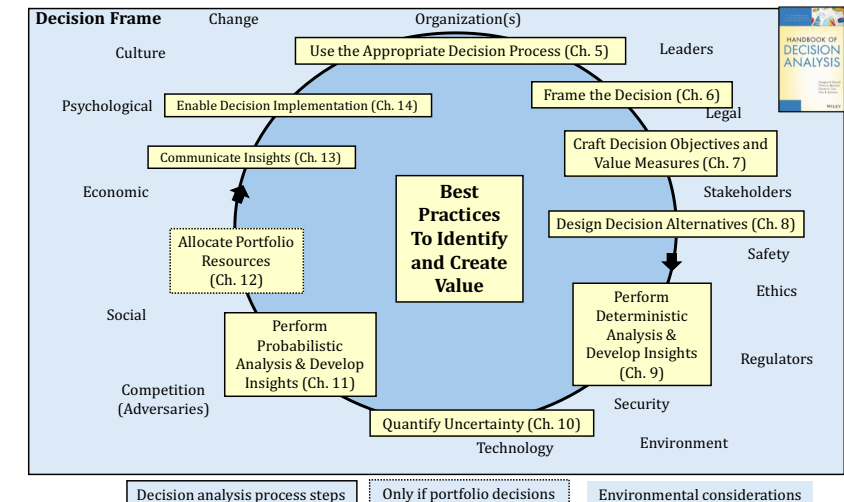 Decision Frame
Change
Organization(s)
Culture
Use the Appropriate Decision Process (Ch. 5)
Leaders
HANDBOOK OF
DECISION
ANALYSIS
WILEY
Psychological
Enable Decision Implementation (Ch. 14)
Frame the Decision (Ch. 6)
Legal
Craft Decision Objectives and
Value Measures (Ch. 7)
Communicate Insights (Ch. 13)
Economic
Best
Practices
To Identify
and Create
Value
Stakeholders
Design Decision Alternatives (Ch. 8)
Allocate Portfolio
Resources
(Ch. 12)
Safety
Ethics
Perform
Deterministic
Analysis &
Develop Insights
(Ch. 9)
Social
Perform
Probabilistic
Analysis & Develop
Insights (Ch. 11)
Regulators
Competition
(Adversaries)
Security
Quantify Uncertainty (Ch. 10)
Technology
Environment
Decision analysis process steps
Only if portfolio decisions
Environmental considerations